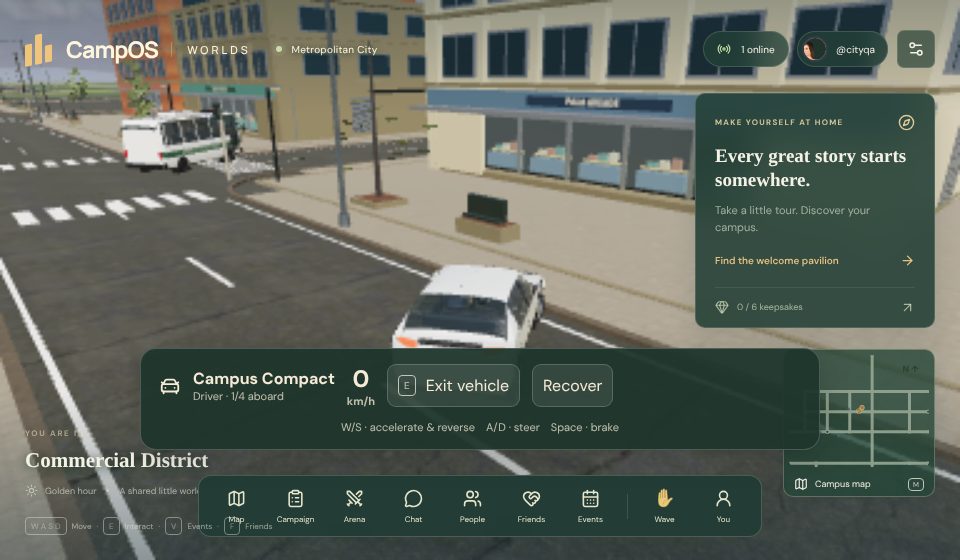 CampOS
WORLDS
Metropolitan City
1 online
@cityqa
MAKE YOURSELF AT HOME
Every great story starts
somewhere.
Take a little tour. Discover your
campus.
Find the welcome pavilion
0 / 6 keepsakes
Campus Compact
Driver · 1/4 aboard
0
km/h
E Exit vehicle
Recover
W/S · accelerate & reverse A/D · steer Space · brake
N
Campus map
M
YOU ARE
Commercial District
Golden hour · A shared little
WASD Move · E Interact · V Events · F Friends
Map
Campaign
Arena
Chat
People
Friends
Events
Wave
You